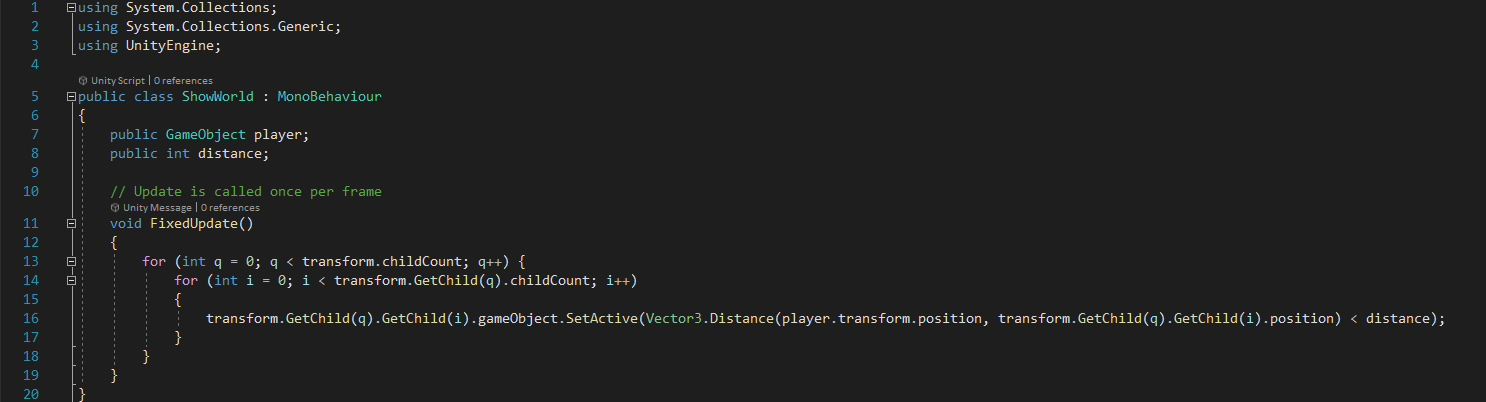 1 using System.Collections;
2 using System.Collections.Generic;
3 using UnityEngine;
4
Unity Script | 0 references
5 public class ShowWorld : MonoBehaviour
6 {
7 public GameObject player;
8 public int distance;
9
10 // Update is called once per frame
Unity Message | 0 references
11 void FixedUpdate()
12 {
13 for (int q = 0; q < transform.childCount; q++) {
14 for (int i = 0; i < transform.GetChild(q).childCount; i++)
15 {
16 transform.GetChild(q).GetChild(i).gameObject.SetActive(Vector3.Distance(player.transform.position, transform.GetChild(q).GetChild(i).position) < distance);
17 }
18 }
19 }
20 }